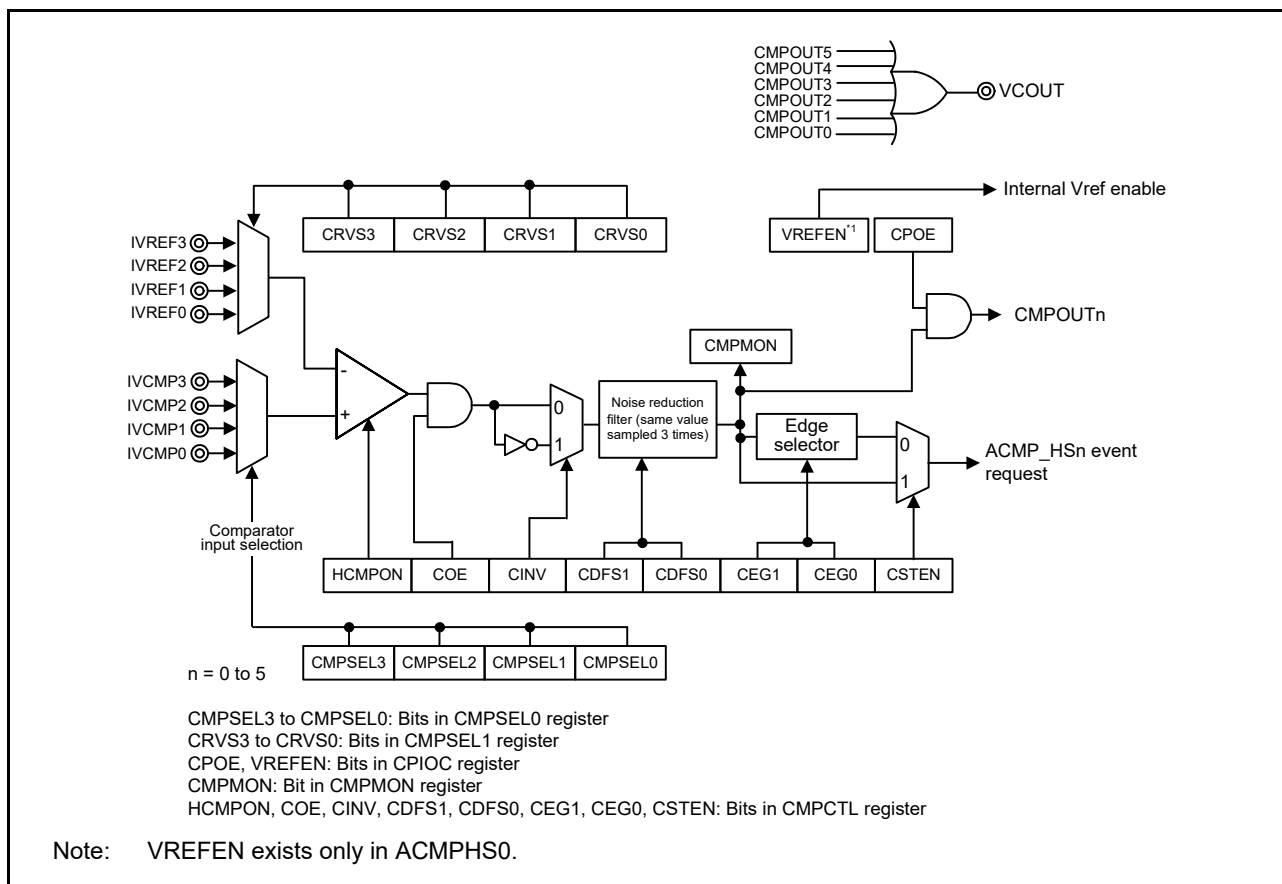 CMPOUT5
CMPOUT4
CMPOUT3
CMPOUT2
CMPOUT1
CMPOUT0
VCOUT
Internal Vref enable
CRVS3 CRVS2 CRVS1 CRVS0
VREFEN*1 CPOE
IVREF3
IVREF2
IVREF1
IVREF0
CMPOUTn
CMPMON
IVCMP3
IVCMP2
IVCMP1
IVCMP0
-
+
0
1
Noise reduction
filter (same value
sampled 3 times)
Edge
selector
0
1
ACMP_HSn event
request
Comparator
input selection
HCMPON COE CINV CDFS1 CDFS0 CEG1 CEG0 CSTEN
CMPSEL3 CMPSEL2 CMPSEL1 CMPSEL0
n = 0 to 5
CMPSEL3 to CMPSEL0: Bits in CMPSEL0 register
CRVS3 to CRVS0: Bits in CMPSEL1 register
CPOE, VREFEN: Bits in CPIOC register
CMPMON: Bit in CMPMON register
HCMPON, COE, CINV, CDFS1, CDFS0, CEG1, CEG0, CSTEN: Bits in CMPCTL register
Note: VREFEN exists only in ACMPHS0.